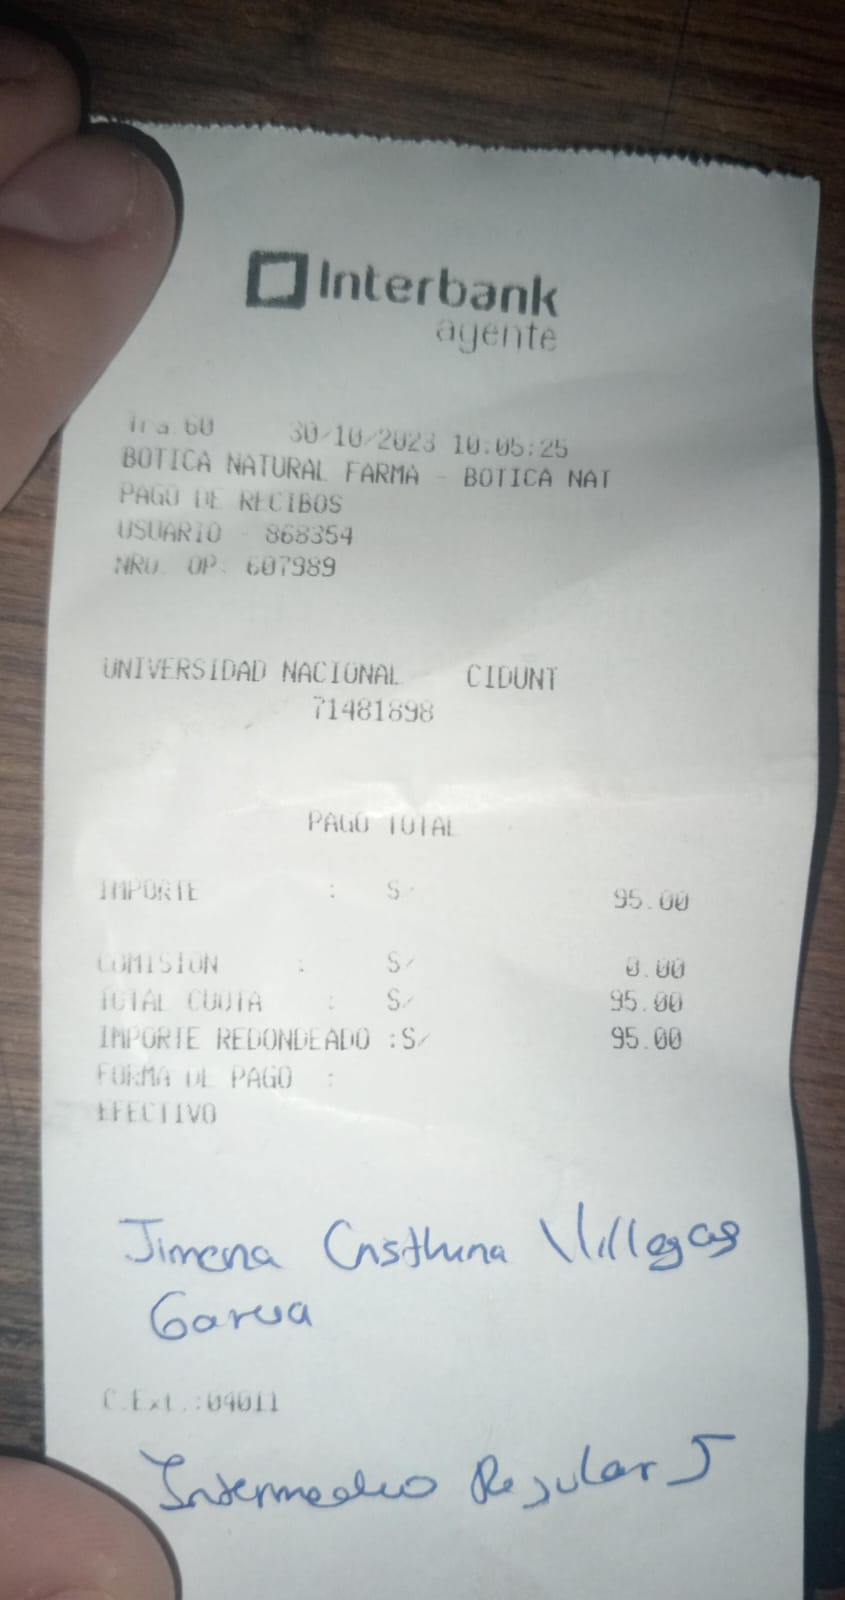 Interbank
agente
Tra.60 30/10/2023 10:05:25
BOTICA NATURAL FARMA - BOTICA NAT
PAGO DE RECIBOS
USUARIO - 868354
NRO. OP. 607989
UNIVERSIDAD NACIONAL CIDUNT
71481898
PAGO TOTAL
IMPORTE : S/ 95.00
COMISION : S/ 0.00
TOTAL CUOTA : S/ 95.00
IMPORTE REDONDEADO :S/ 95.00
FORMA DE PAGO :
EFECTIVO
Jimena Cristhina Villegas
Garcia
C.Ext.:04011
Intermedio Regular 5